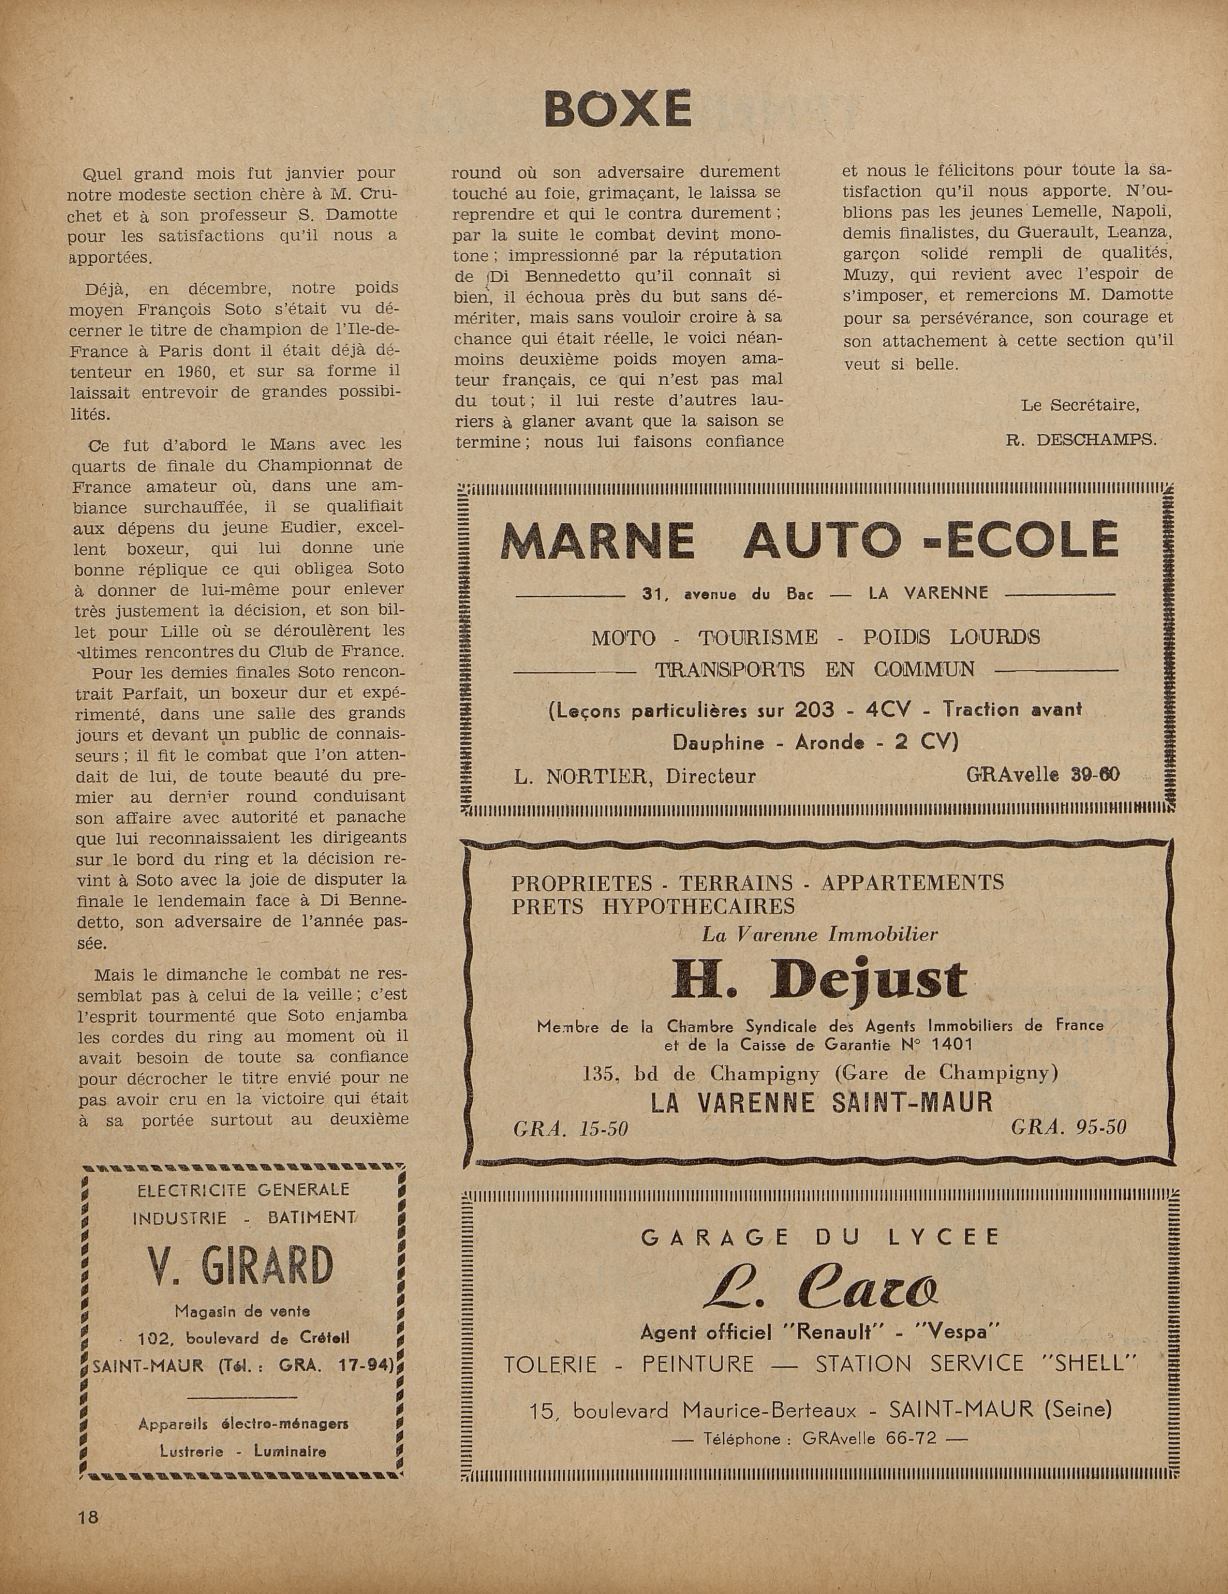 BOXE
Quel grand mois fut janvier pour
notre modeste section chère à M. Cru-
chet et à son professeur S. Damotte
pour les satisfactions qu'il nous a
apportées.
Déjà, en décembre, notre poids
moyen François Soto s'était vu dé-
cerner le titre de champion de l'Ile-de-
France à Paris dont il était déjà dé-
tenteur en 1960, et sur sa forme il
laissait entrevoir de grandes possibi-
lités.
Ce fut d'abord le Mans avec les
quarts de finale du Championnat de
France amateur où, dans une am-
biance surchauffée, il se qualifiait
aux dépens du jeune Eudier, excel-
lent boxeur, qui lui donne une
bonne réplique ce qui obligea Soto
à donner de lui-même pour enlever
très justement la décision, et son bil-
let pour Lille où se déroulèrent les
ultimes rencontres du Club de France.
Pour les demies finales Soto rencon-
trait Parfait, un boxeur dur et expé-
rimenté, dans une salle des grands
jours et devant un public de connais-
seurs ; il fit le combat que l'on atten-
dait de lui, de toute beauté du pre-
mier au dernier round conduisant
son affaire avec autorité et panache
que lui reconnaissaient les dirigeants
sur le bord du ring et la décision re-
vint à Soto avec la joie de disputer la
finale le lendemain face à Di Benne-
detto, son adversaire de l'année pas-
sée.
Mais le dimanche le combat ne res-
semblat pas à celui de la veille ; c'est
l'esprit tourmenté que Soto enjamba
les cordes du ring au moment où il
avait besoin de toute sa confiance
pour décrocher le titre envié pour ne
pas avoir cru en la victoire qui était
à sa portée surtout au deuxième
round où son adversaire durement
touché au foie, grimaçant, le laissa se
reprendre et qui le contra durement ;
par la suite le combat devint mono-
tone ; impressionné par la réputation
de Di Bennedetto qu'il connaît si
bien, il échoua près du but sans dé-
mériter, mais sans vouloir croire à sa
chance qui était réelle, le voici néan-
moins deuxième poids moyen ama-
teur français, ce qui n'est pas mal
du tout ; il lui reste d'autres lau-
riers à glaner avant que la saison se
termine ; nous lui faisons confiance
et nous le félicitons pour toute la sa-
tisfaction qu'il nous apporte. N'ou-
blions pas les jeunes Lemelle, Napoli,
demis finalistes, du Guerault, Leanza,
garçon solide rempli de qualités,
Muzy, qui revient avec l'espoir de
s'imposer, et remercions M. Damotte
pour sa persévérance, son courage et
son attachement à cette section qu'il
veut si belle.
Le Secrétaire,
R. DESCHAMPS.
MARNE AUTO-ECOLE
31, avenue du Bac — LA VARENNE
MOTO - TOURISME - POIDS LOURDS
TRANSPORTS EN COMMUN
(Leçons particulières sur 203 - 4CV - Traction avant
Dauphine - Aronde - 2 CV)
L. NORTIER, Directeur GRAvelle 39-60
PROPRIETES - TERRAINS - APPARTEMENTS
PRETS HYPOTHECAIRES
La Varenne Immobilier
H. Dejust
Membre de la Chambre Syndicale des Agents Immobiliers de France
et de la Caisse de Garantie N° 1401
135, bd de Champigny (Gare de Champigny)
LA VARENNE SAINT-MAUR
GRA. 15-50 GRA. 95-50
ELECTRICITE GENERALE
INDUSTRIE - BATIMENT
V. GIRARD
Magasin de vente
102, boulevard de Créteil
SAINT-MAUR (Tél. : GRA. 17-94)
Appareils électro-ménagers
Lustrerie - Luminaire
GARAGE DU LYCEE
L. Caro
Agent officiel "Renault" - "Vespa"
TOLERIE - PEINTURE — STATION SERVICE "SHELL"
15, boulevard Maurice-Berteaux - SAINT-MAUR (Seine)
— Téléphone : GRAvelle 66-72 —
18